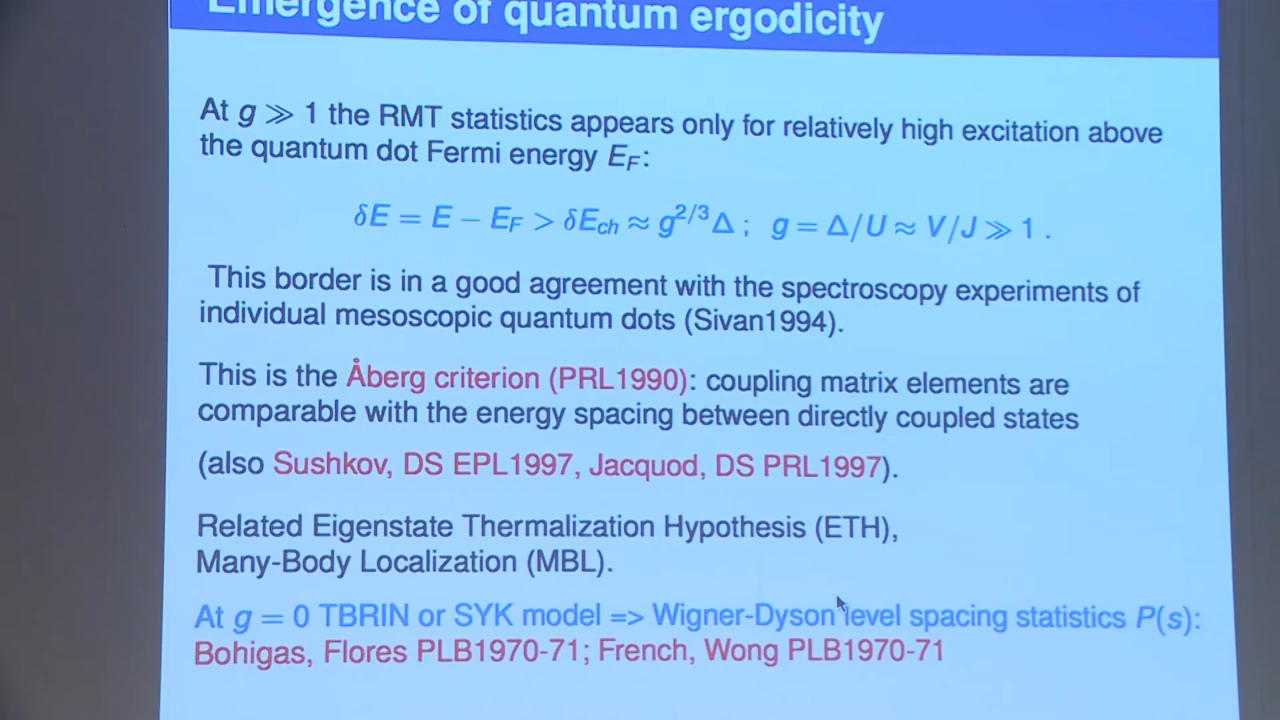 Emergence of quantum ergodicity
At g ≫ 1 the RMT statistics appears only for relatively high excitation above
the quantum dot Fermi energy E_F:
δE = E − E_F > δE_ch ≈ g^{2/3}Δ ; g = Δ/U ≈ V/J ≫ 1 .
This border is in a good agreement with the spectroscopy experiments of
individual mesoscopic quantum dots (Sivan1994).
This is the Åberg criterion (PRL1990): coupling matrix elements are
comparable with the energy spacing between directly coupled states
(also Sushkov, DS EPL1997, Jacquod, DS PRL1997).
Related Eigenstate Thermalization Hypothesis (ETH),
Many-Body Localization (MBL).
At g = 0 TBRIN or SYK model => Wigner-Dyson level spacing statistics P(s):
Bohigas, Flores PLB1970-71; French, Wong PLB1970-71